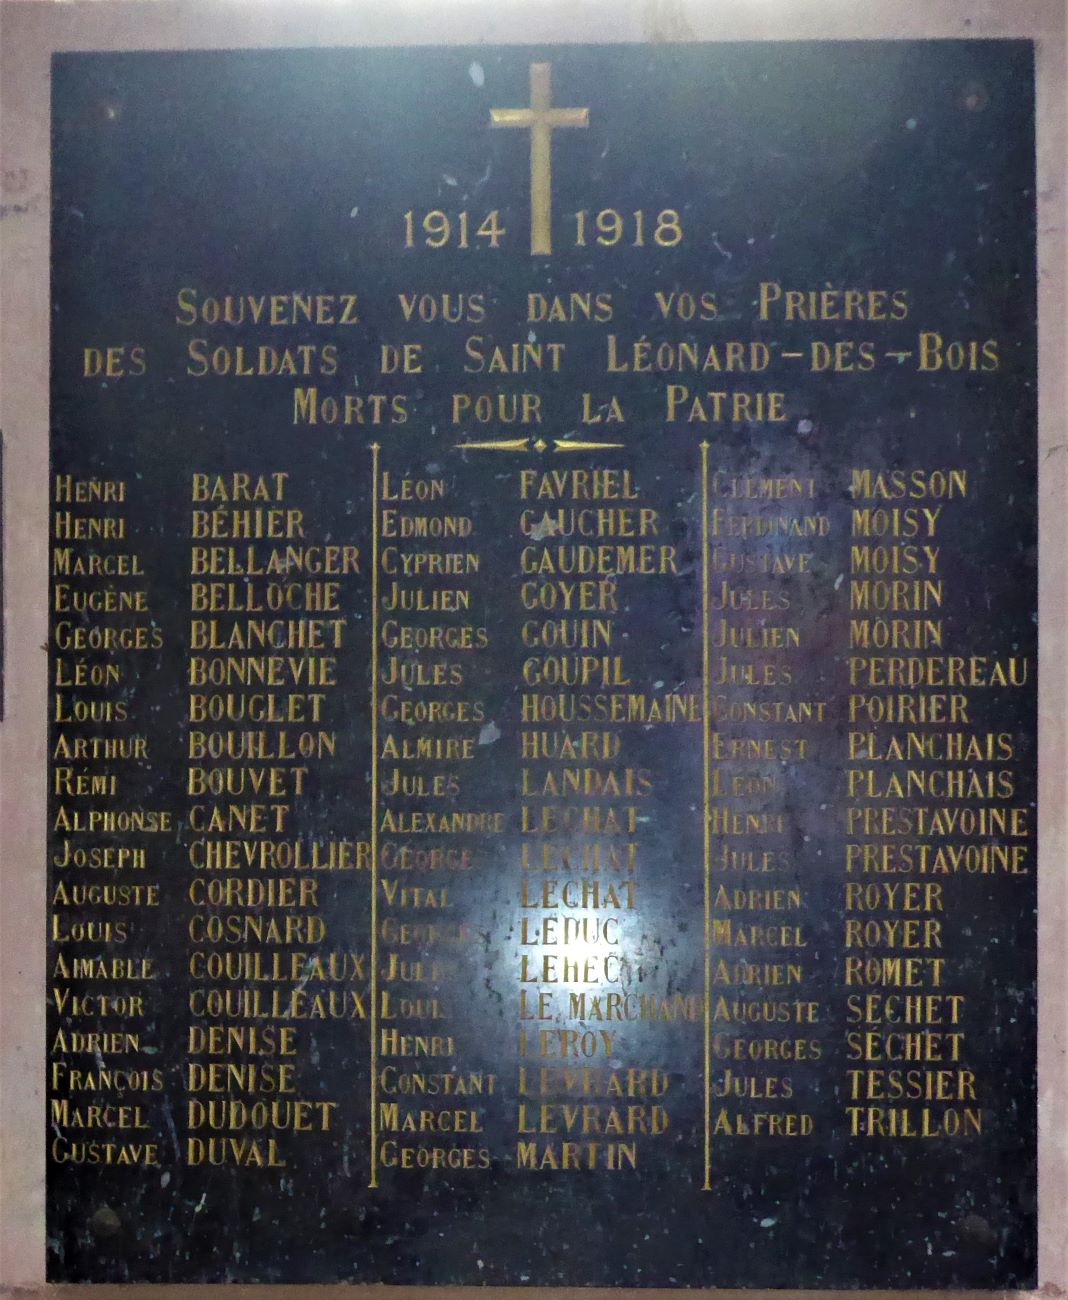 1914 1918
Souvenez vous dans vos Prières
des Soldats de Saint Léonard-des-Bois
Morts pour la Patrie
Henri BARAT
Henri BÉHIER
Marcel BELLANGER
Eugène BELLOCHE
Georges BLANCHET
Léon BONNEVIE
Louis BOUGLET
Arthur BOUILLON
Rémi BOUVET
Alphonse CANET
Joseph CHEVROLLIER
Auguste CORDIER
Louis COSNARD
Aimable COUILLEAUX
Victor COUILLEAUX
Adrien DENISE
François DENISE
Marcel DUDOUET
Gustave DUVAL
Léon FAVRIEL
Edmond GAUCHER
Cyprien GAUDEMER
Julien GOYER
Georges GOUIN
Jules GOUPIL
Georges HOUSSEMAINE
Almire HUARD
Jules LANDAIS
Alexandre LECHAT
George LECHAT
Vital LECHAT
George LEDUC
Jules LEHEC
Louis LE MARCHAND
Henri LEROY
Constant LEVRARD
Marcel LEVRARD
Georges MARTIN
Clément MASSON
Ferdinand MOISY
Gustave MOISY
Jules MORIN
Julien MORIN
Jules PERDEREAU
Constant POIRIER
Ernest PLANCHAIS
Léon PLANCHAIS
Henri PRESTAVOINE
Jules PRESTAVOINE
Adrien ROYER
Marcel ROYER
Adrien ROMET
Auguste SÉCHET
Georges SÉCHET
Jules TESSIER
Alfred TRILLON